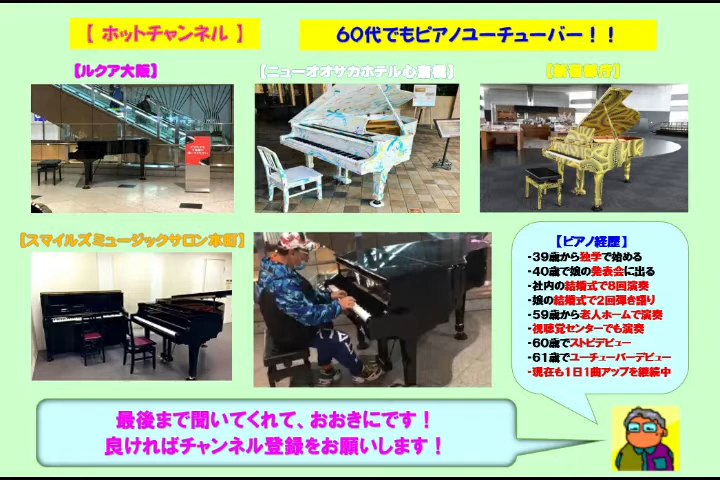 【 ホットチャンネル 】
60代でもピアノユーチューバー！！
【ルクア大阪】
【ニューオオサカホテル心斎橋】
【新宿都庁】
【スマイルズミュージックサロン本町】
【ピアノ経歴】
・39歳から独学で始める
・40歳で娘の発表会に出る
・社内の結婚式で8回演奏
・娘の結婚式で2回弾き語り
・59歳から老人ホームで演奏
・視聴覚センターでも演奏
・60歳でストピデビュー
・61歳でユーチューバーデビュー
・現在も1日1曲アップを継続中
最後まで聞いてくれて、おおきにです！
良ければチャンネル登録をお願いします！